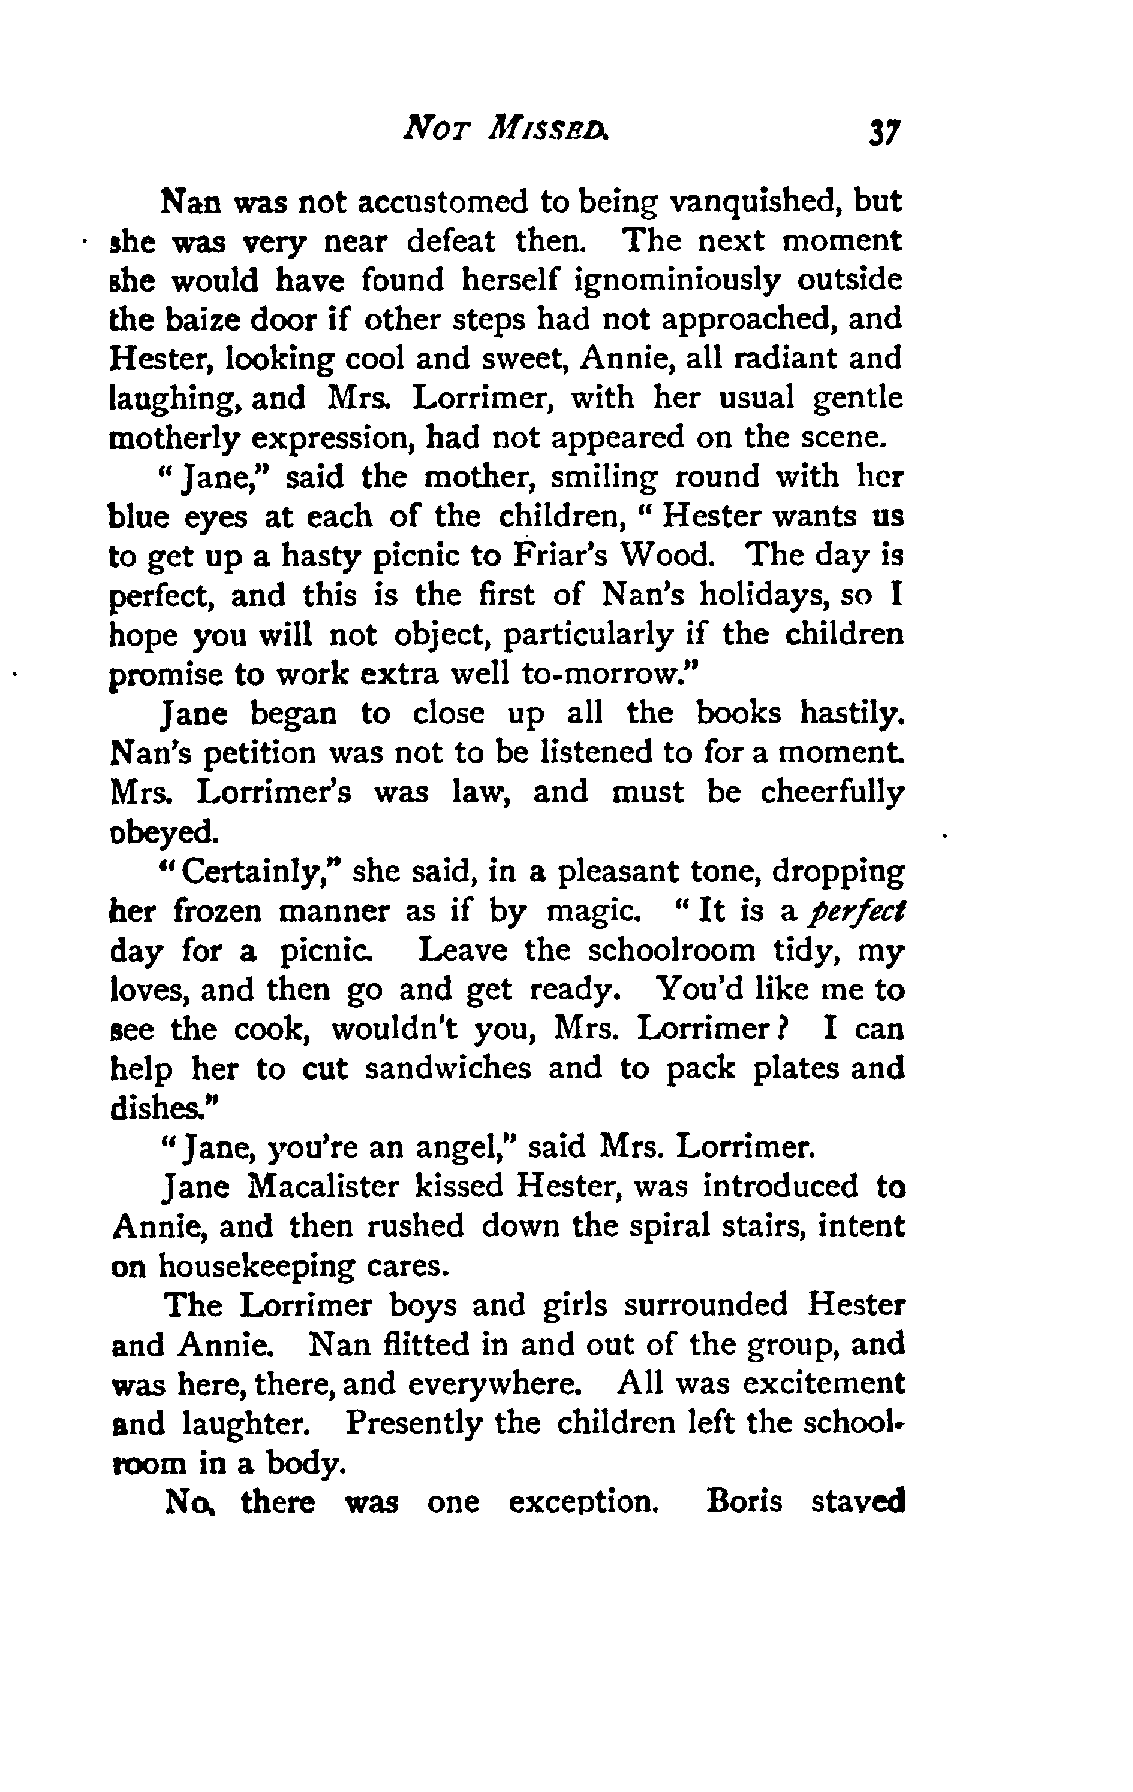 NOT MISSED. 37
Nan was not accustomed to being vanquished, but
she was very near defeat then. The next moment
she would have found herself ignominiously outside
the baize door if other steps had not approached, and
Hester, looking cool and sweet, Annie, all radiant and
laughing, and Mrs. Lorrimer, with her usual gentle
motherly expression, had not appeared on the scene.
" Jane," said the mother, smiling round with her
blue eyes at each of the children, " Hester wants us
to get up a hasty picnic to Friar's Wood. The day is
perfect, and this is the first of Nan's holidays, so I
hope you will not object, particularly if the children
promise to work extra well to-morrow."
Jane began to close up all the books hastily.
Nan's petition was not to be listened to for a moment.
Mrs. Lorrimer's was law, and must be cheerfully
obeyed.
" Certainly," she said, in a pleasant tone, dropping
her frozen manner as if by magic. " It is a perfect
day for a picnic. Leave the schoolroom tidy, my
loves, and then go and get ready. You'd like me to
see the cook, wouldn't you, Mrs. Lorrimer? I can
help her to cut sandwiches and to pack plates and
dishes."
" Jane, you're an angel," said Mrs. Lorrimer.
Jane Macalister kissed Hester, was introduced to
Annie, and then rushed down the spiral stairs, intent
on housekeeping cares.
The Lorrimer boys and girls surrounded Hester
and Annie. Nan flitted in and out of the group, and
was here, there, and everywhere. All was excitement
and laughter. Presently the children left the school-
room in a body.
No, there was one exception. Boris stayed